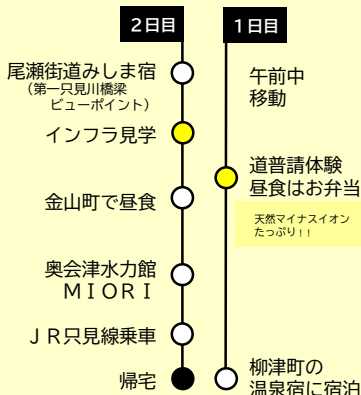 2日目
尾瀬街道みしま宿
（第一只見川橋梁
ビューポイント）
インフラ見学
金山町で昼食
奥会津水力館
ＭＩＯＲＩ
ＪＲ只見線乗車
帰宅
1日目
午前中
移動
道普請体験
昼食はお弁当
天然マイナスイオン
たっぷり！！
柳津町の
温泉宿に宿泊